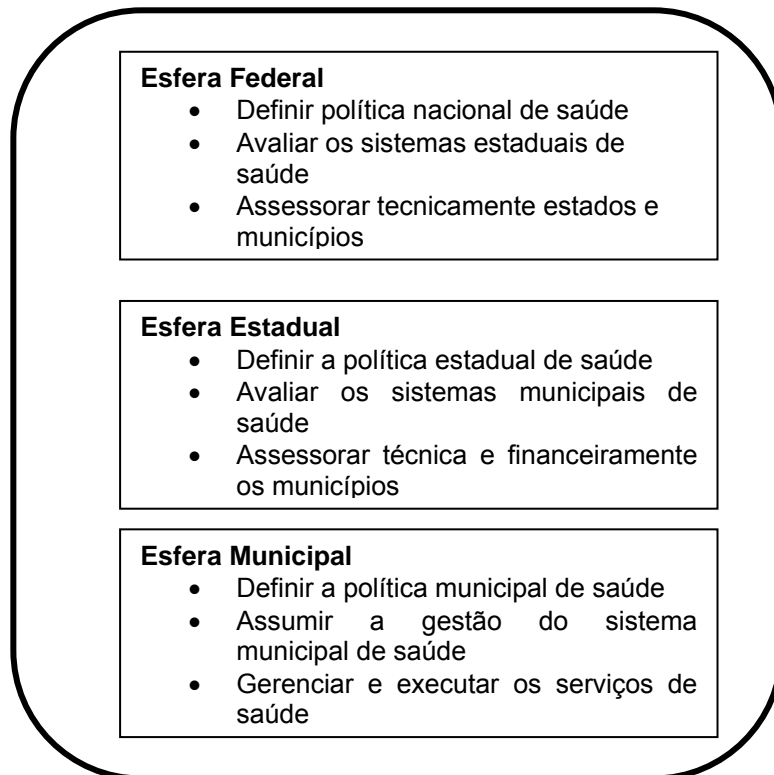 Esfera Federal
• Definir política nacional de saúde
• Avaliar os sistemas estaduais de
saúde
• Assessorar tecnicamente estados e
municípios
Esfera Estadual
• Definir a política estadual de saúde
• Avaliar os sistemas municipais de
saúde
• Assessorar técnica e financeiramente
os municípios
Esfera Municipal
• Definir a política municipal de saúde
• Assumir a gestão do sistema
municipal de saúde
• Gerenciar e executar os serviços de
saúde